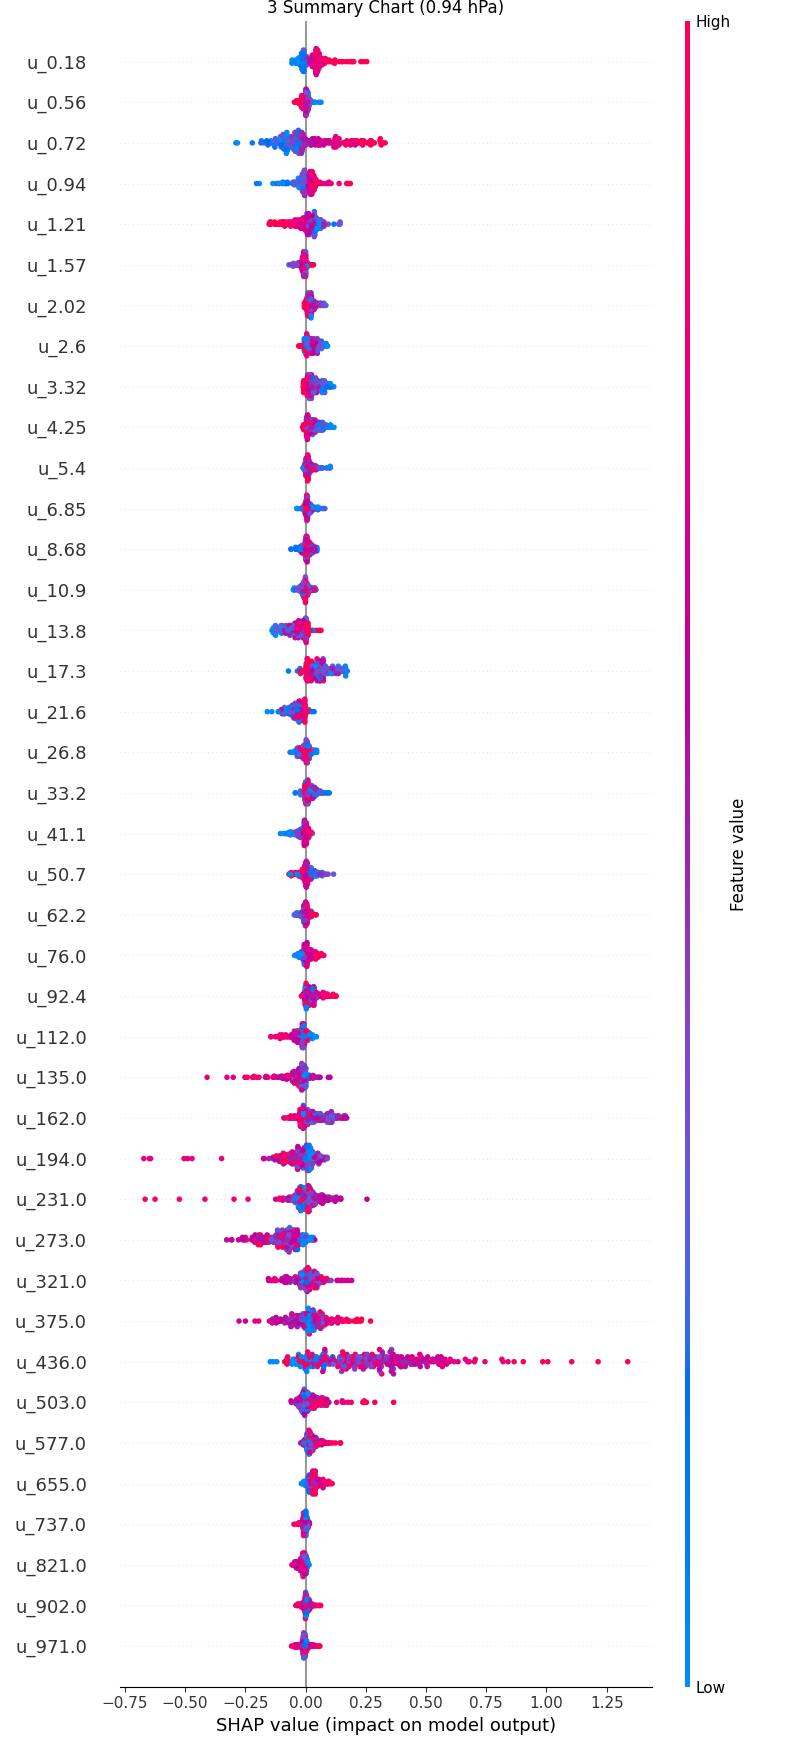 3 Summary Chart (0.94 hPa)
High
u_0.18
u_0.56
u_0.72
u_0.94
u_1.21
u_1.57
u_2.02
u_2.6
u_3.32
u_4.25
u_5.4
u_6.85
u_8.68
u_10.9
u_13.8
u_17.3
u_21.6
u_26.8
u_33.2
u_41.1
u_50.7
u_62.2
u_76.0
u_92.4
u_112.0
u_135.0
u_162.0
u_194.0
u_231.0
u_273.0
u_321.0
u_375.0
u_436.0
u_503.0
u_577.0
u_655.0
u_737.0
u_821.0
u_902.0
u_971.0
Feature value
Low
−0.75 −0.50 −0.25 0.00 0.25 0.50 0.75 1.00 1.25
SHAP value (impact on model output)